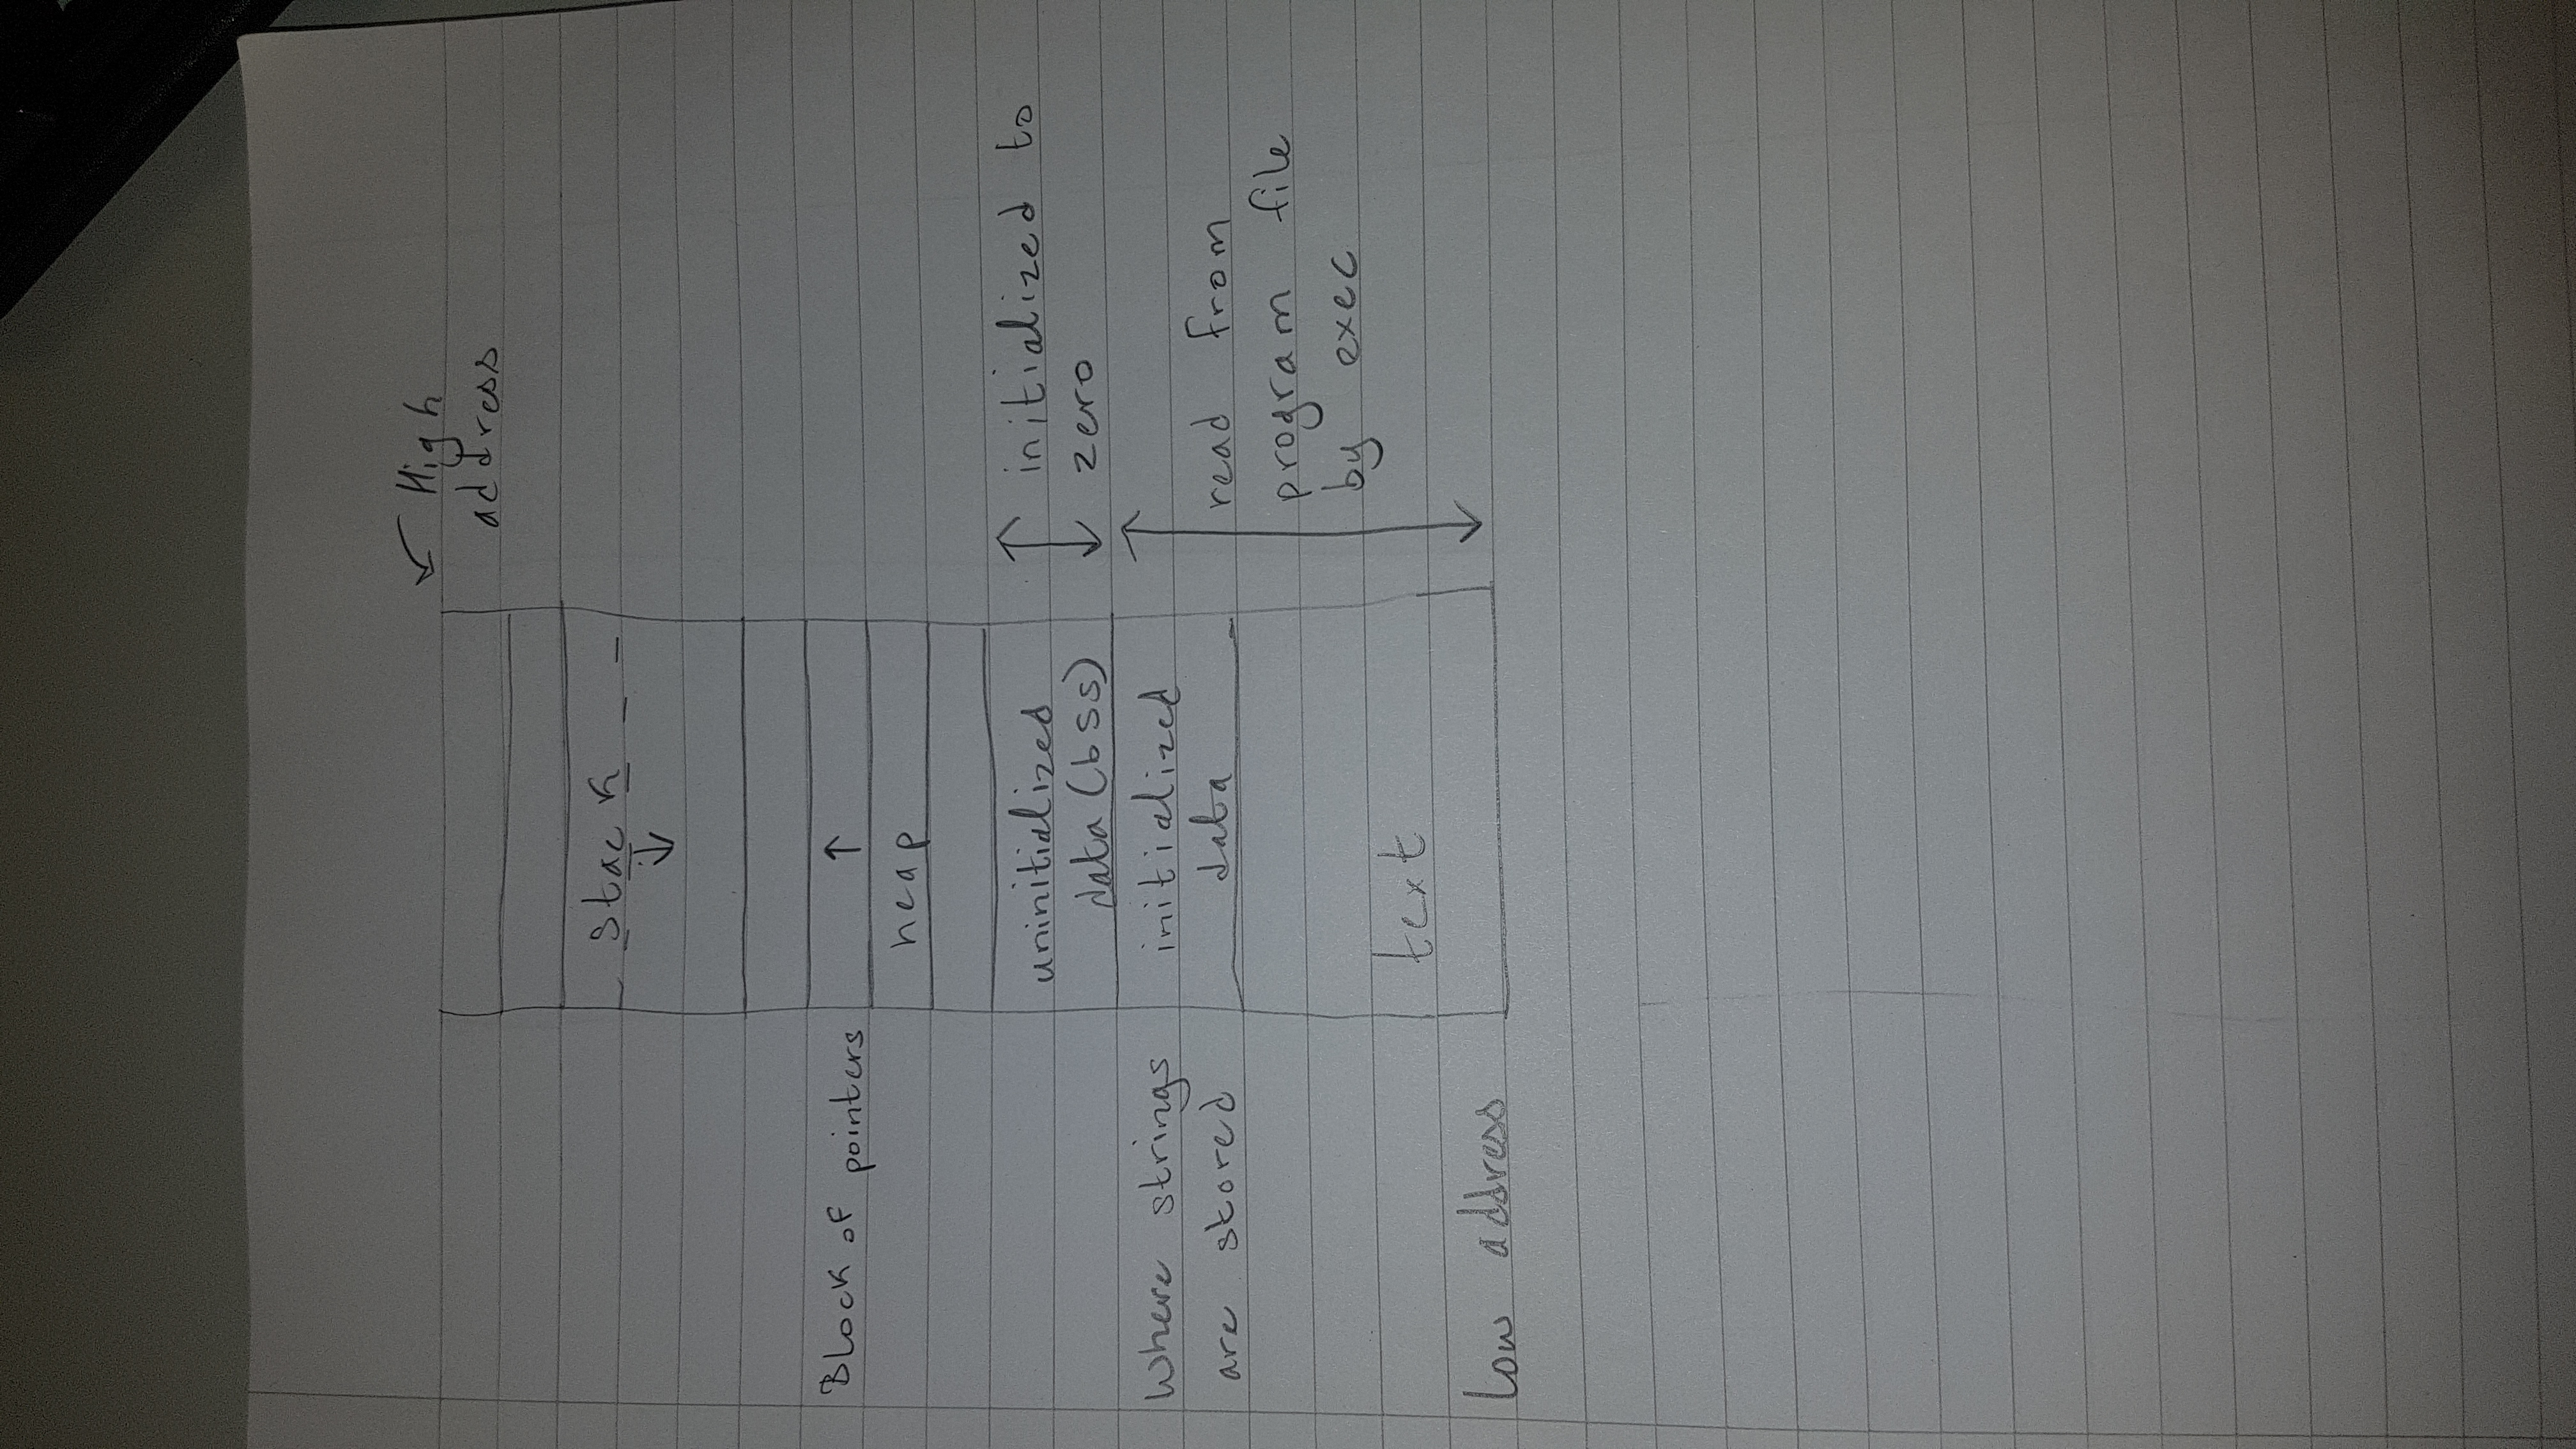 High
address
stack
Block of pointers
heap
uninitialized
data (bss)
initialized to
zero
Where strings
are stored
initialized
data
read from
program file
by exec
text
Low address